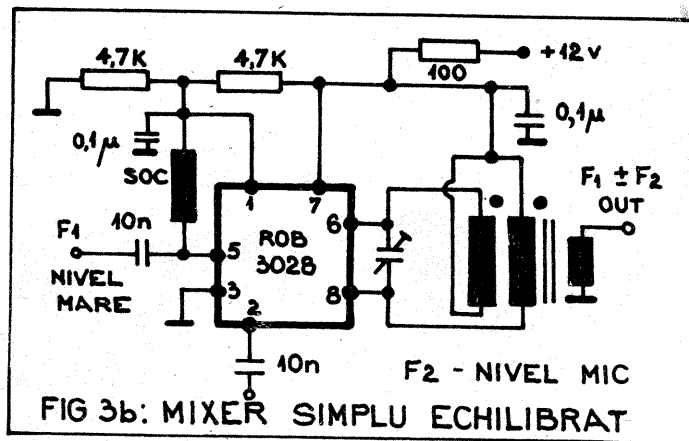 4,7K
4,7K
100
+12V
0,1µ
0,1µ
ȘOC
F1 ± F2
OUT
10n
F1
NIVEL
MARE
1
7
5
3
2
6
8
ROB
3028
10n
F2 - NIVEL MIC
FIG 3b: MIXER SIMPLU ECHILIBRAT